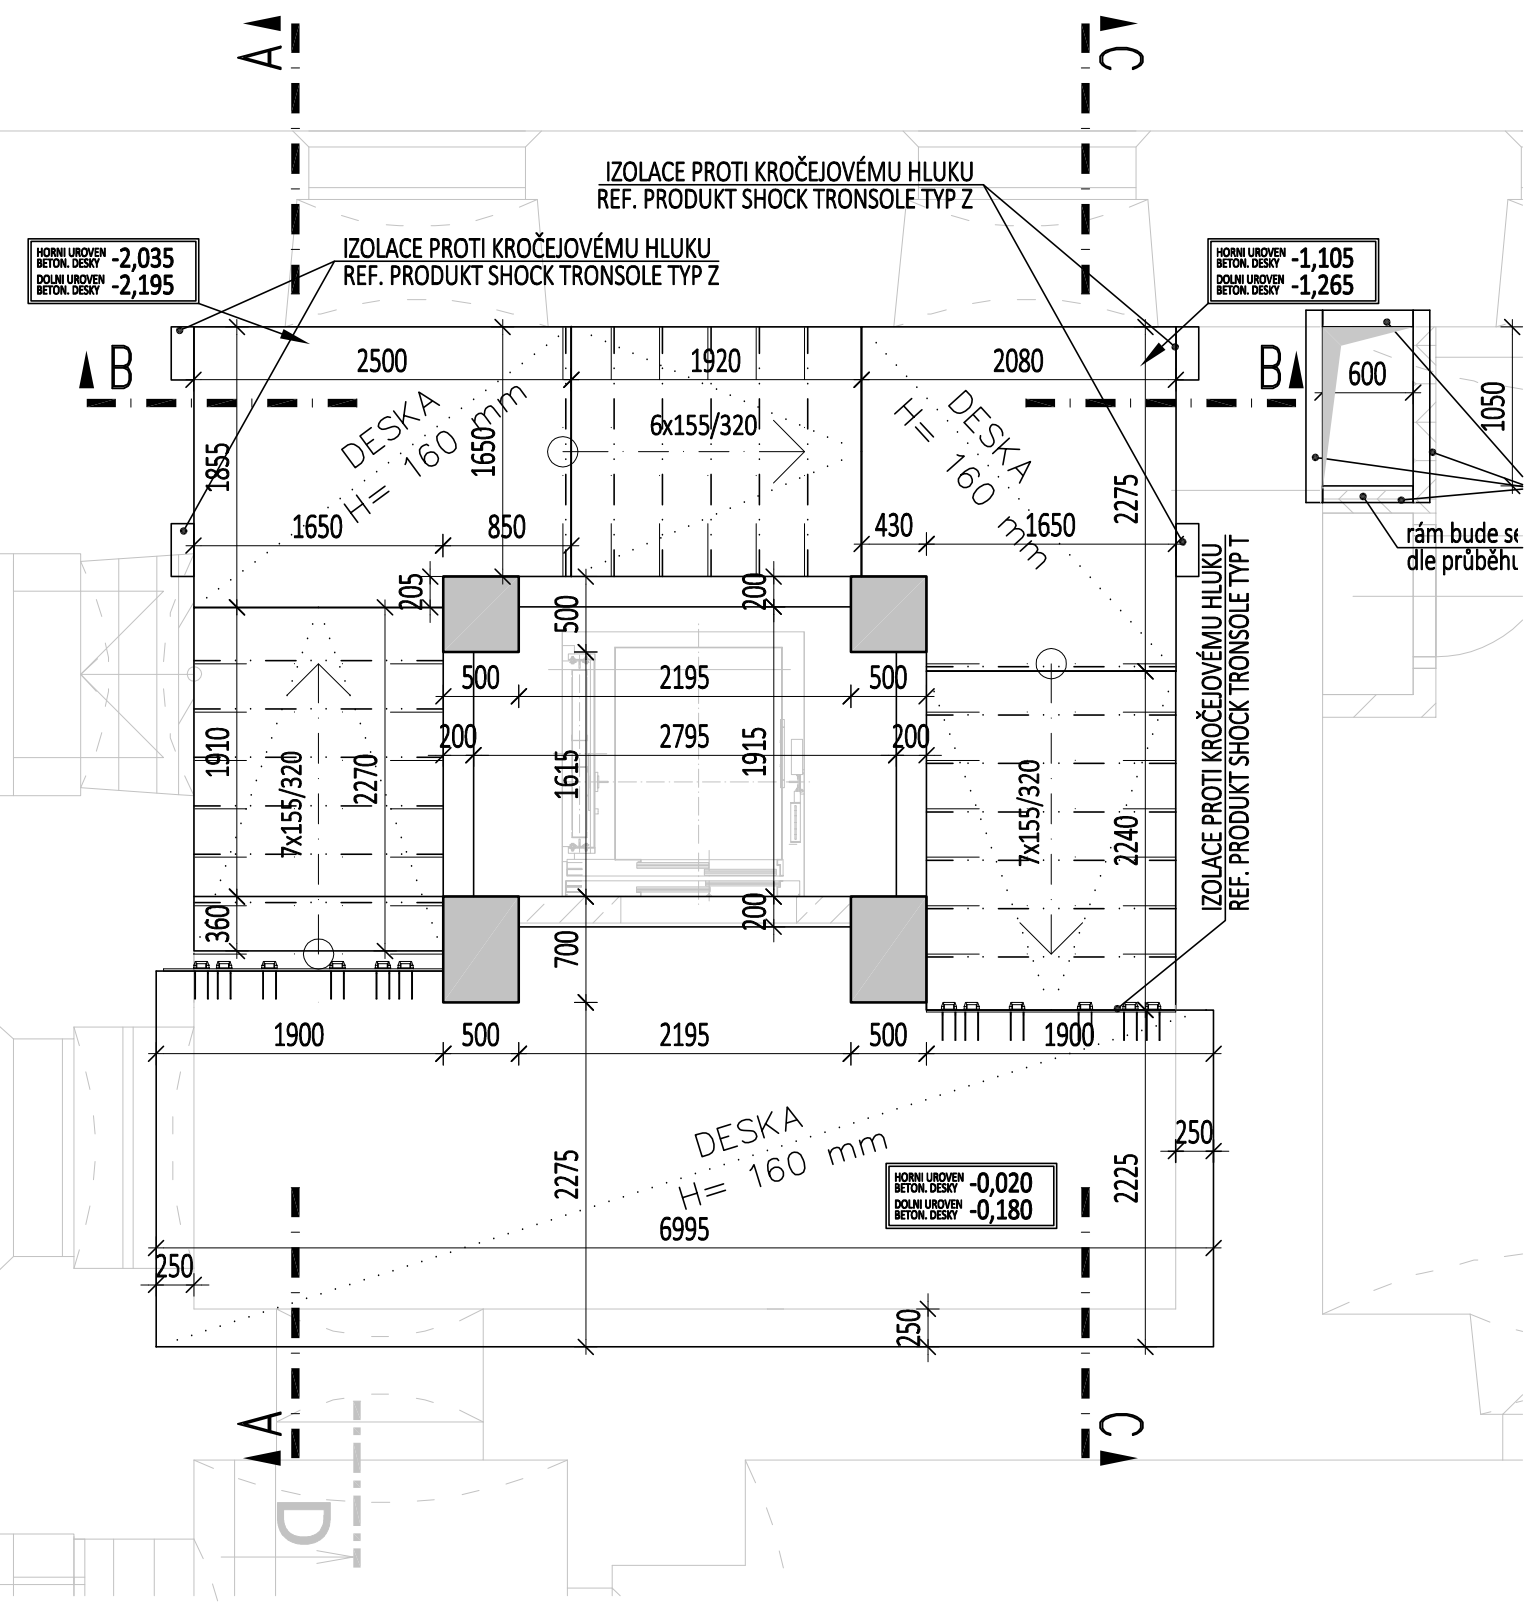 A
C
IZOLACE PROTI KROČEJOVÉMU HLUKU
REF. PRODUKT SHOCK TRONSOLE TYP Z
IZOLACE PROTI KROČEJOVÉMU HLUKU
REF. PRODUKT SHOCK TRONSOLE TYP Z
HORNI UROVEN
BETON. DESKY -2,035
DOLNI UROVEN
BETON. DESKY -2,195
HORNI UROVEN
BETON. DESKY -1,105
DOLNI UROVEN
BETON. DESKY -1,265
B
2500
1920
2080
B
600
1050
DESKA
H= 160 mm
6x155/320
DESKA
H= 160 mm
1855
1650
2275
1650
850
430
1650
rám bude se
dle průběhu
205
500
200
500
2195
500
200
2795
200
1910
7x155/320
2270
1615
1915
7x155/320
2240
IZOLACE PROTI KROČEJOVÉMU HLUKU
REF. PRODUKT SHOCK TRONSOLE TYP T
360
700
200
1900
500
2195
500
1900
DESKA
H= 160 mm
2275
250
2225
HORNI UROVEN
BETON. DESKY -0,020
DOLNI UROVEN
BETON. DESKY -0,180
6995
250
250
A
C
D